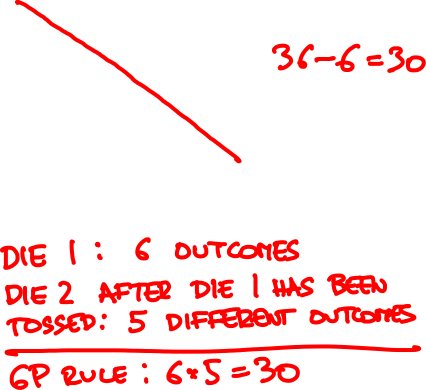 36-6=30
DIE 1: 6 OUTCOMES
DIE 2 AFTER DIE 1 HAS BEEN
TOSSED: 5 DIFFERENT OUTCOMES
GP RULE: 6*5=30